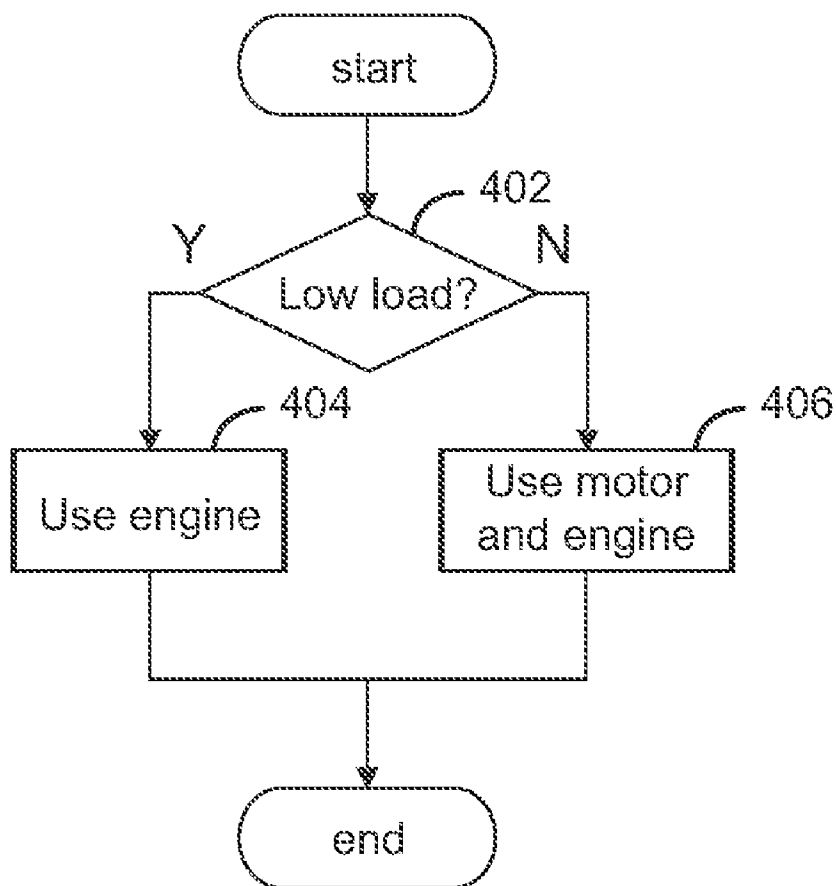 start
402
Y
N
Low load?
404
406
Use engine
Use motor
and engine
end